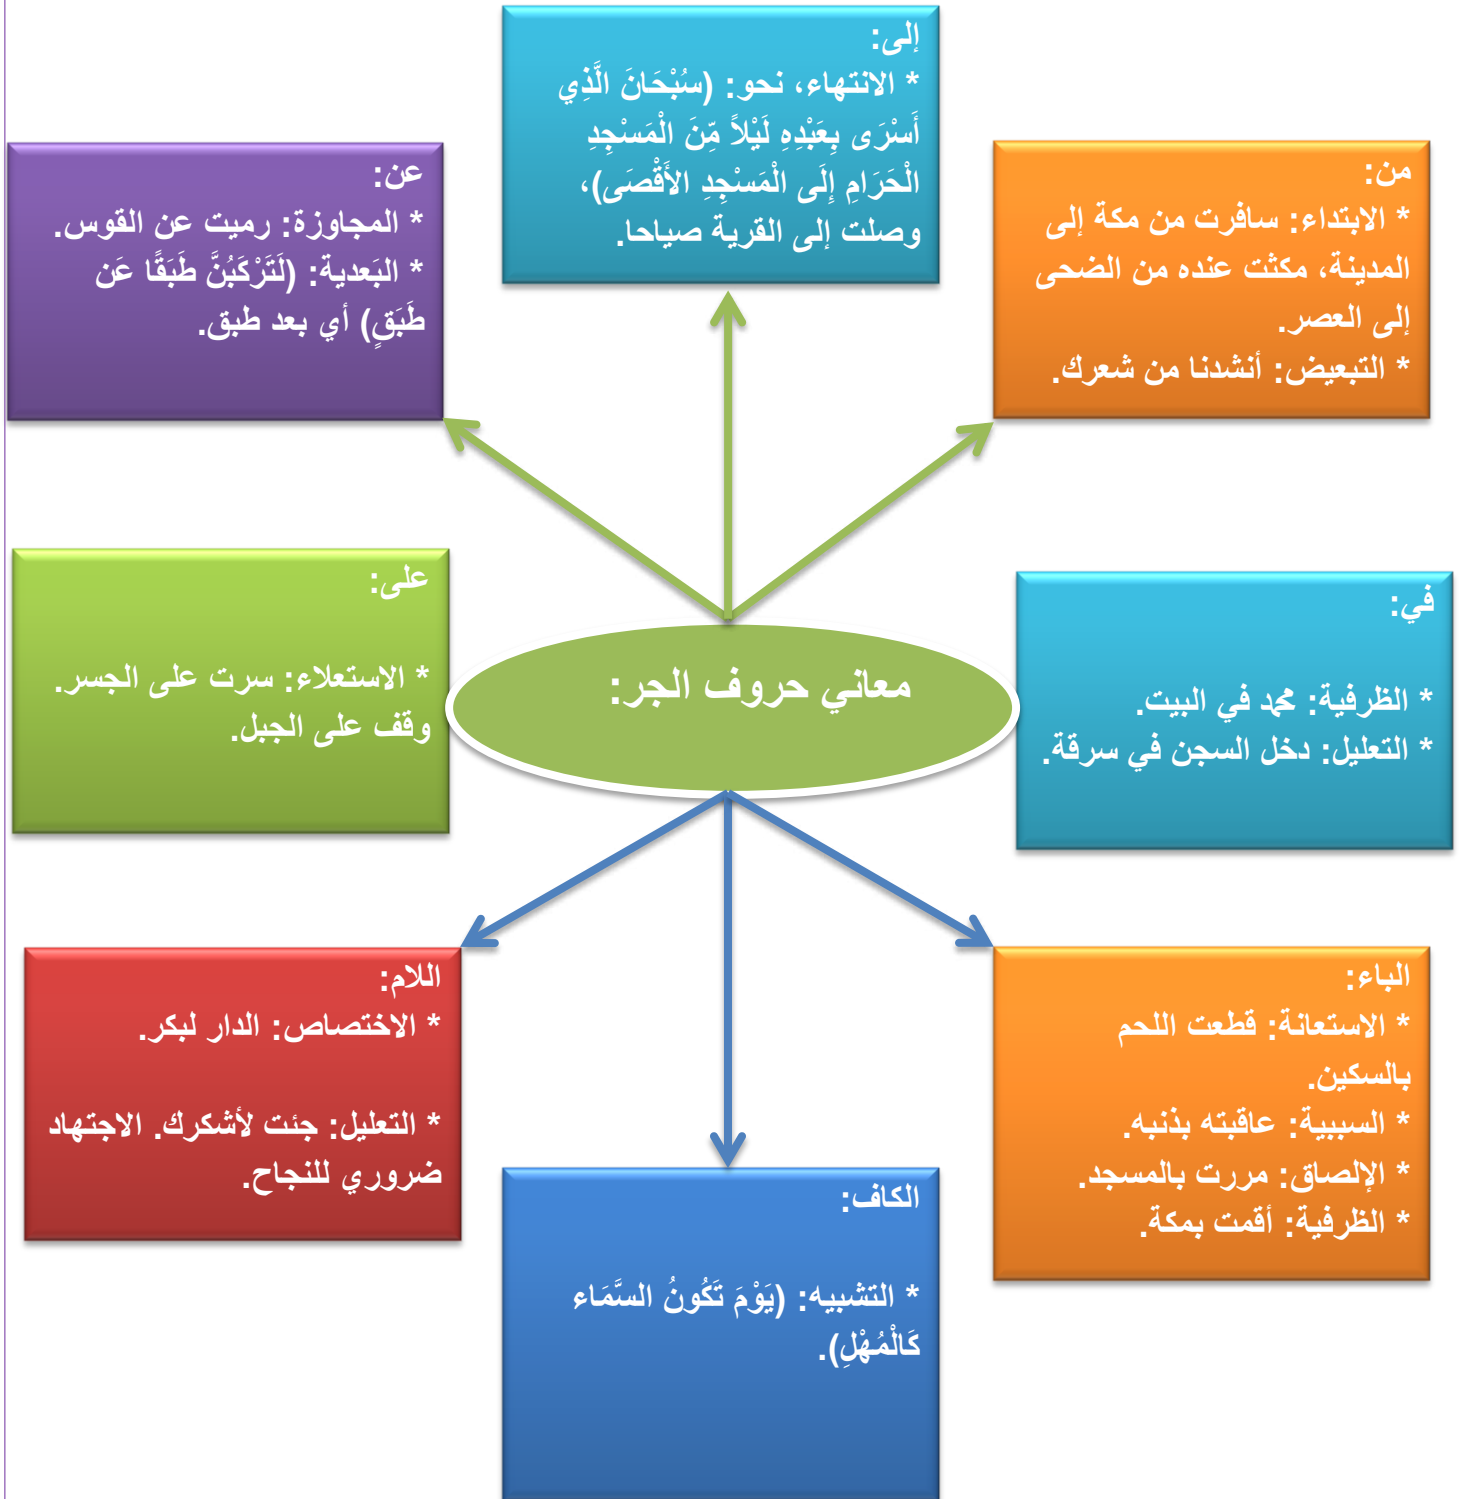 إلى:
* الانتهاء، نحو: (سُبْحَانَ الَّذِي
أَسْرَى بِعَبْدِهِ لَيْلاً مِّنَ الْمَسْجِدِ
الْحَرَامِ إِلَى الْمَسْجِدِ الأَقْصَى)،
وصلت إلى القرية صياحا.
من:
* الابتداء: سافرت من مكة إلى
المدينة، مكثت عنده من الضحى
إلى العصر.
* التبعيض: أنشدنا من شعرك.
عن:
* المجاوزة: رميت عن القوس.
* البَعدية: (لَتَرْكَبُنَّ طَبَقًا عَن
طَبَقٍ) أي بعد طبق.
في:
* الظرفية: محمد في البيت.
* التعليل: دخل السجن في سرقة.
معاني حروف الجر:
على:
* الاستعلاء: سرت على الجسر.
وقف على الجبل.
الباء:
* الاستعانة: قطعت اللحم
بالسكين.
* السببية: عاقبته بذنبه.
* الإلصاق: مررت بالمسجد.
* الظرفية: أقمت بمكة.
اللام:
* الاختصاص: الدار لبكر.
* التعليل: جئت لأشكرك. الاجتهاد
ضروري للنجاح.
الكاف:
* التشبيه: (يَوْمَ تَكُونُ السَّمَاء
كَالْمُهْلِ).